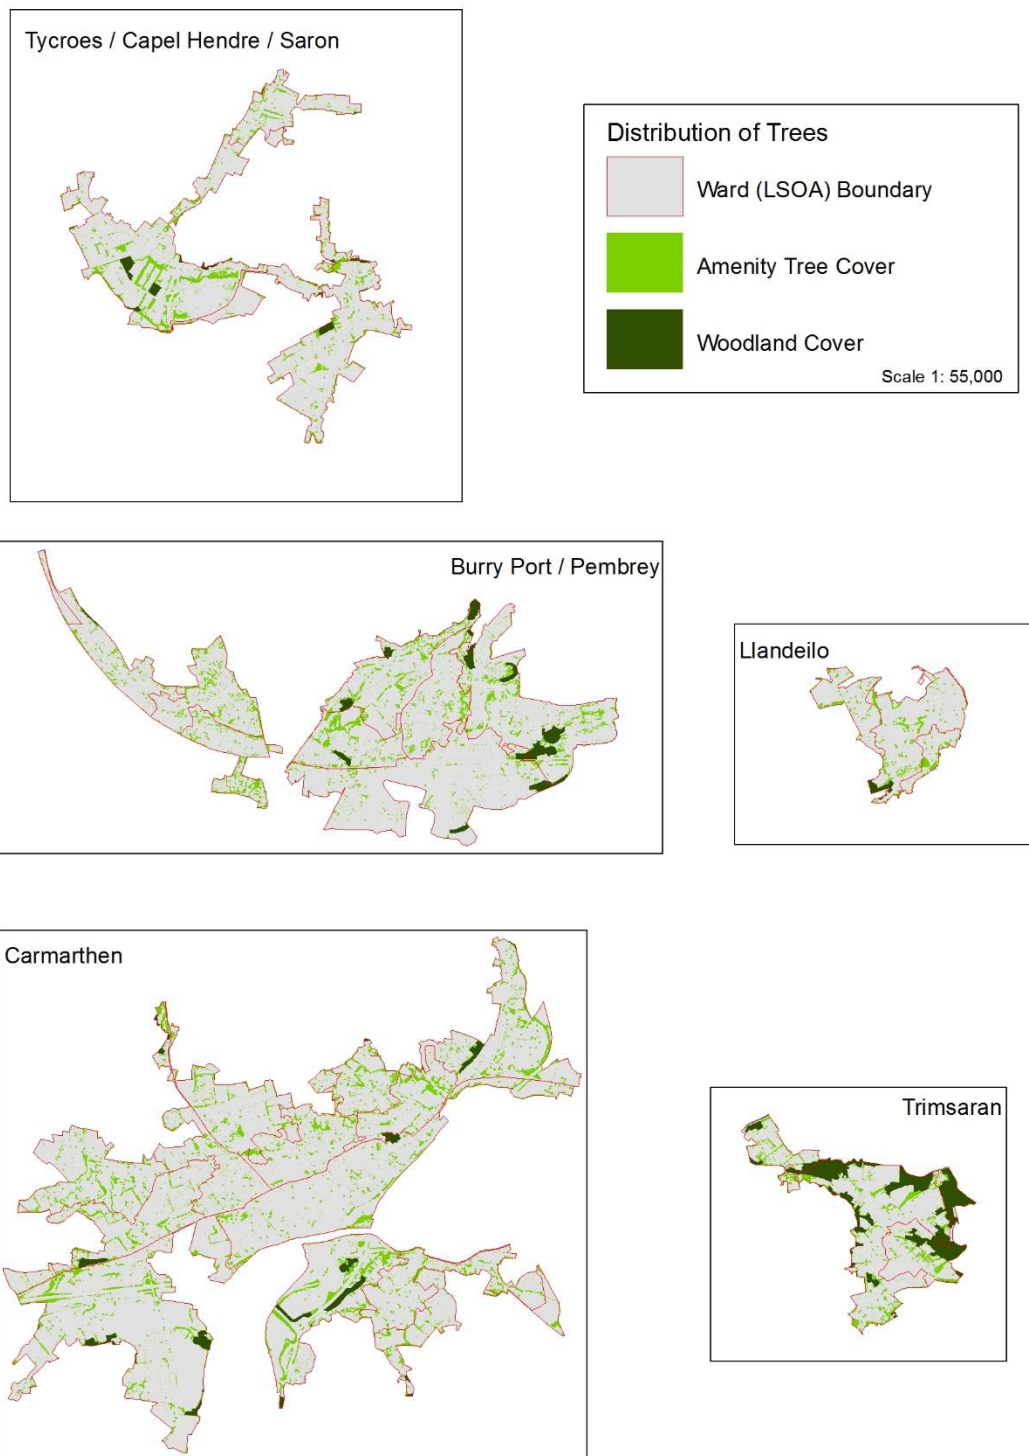 Tycroes / Capel Hendre / Saron
Distribution of Trees
Ward (LSOA) Boundary
Amenity Tree Cover
Woodland Cover
Scale 1: 55,000
Burry Port / Pembrey
Llandeilo
Carmarthen
Trimsaran